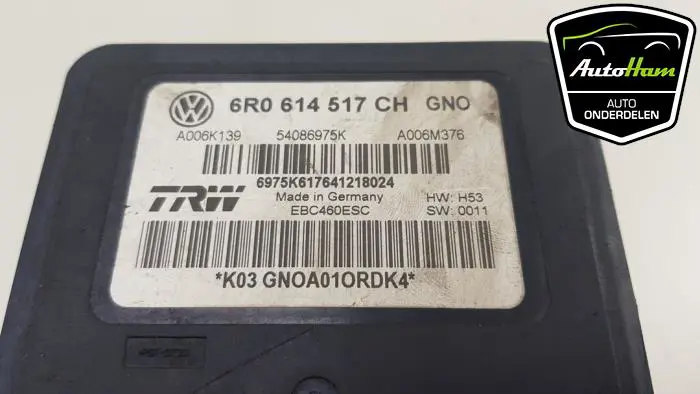 6R0 614 517 CH GNO
A006K139 54086975K A006M376
6975K617641218024
TRW
Made in Germany HW: H53
EBC460ESC SW: 0011
*K03 GNOA01ORDK4*
AutoHam
AUTO
ONDERDELEN